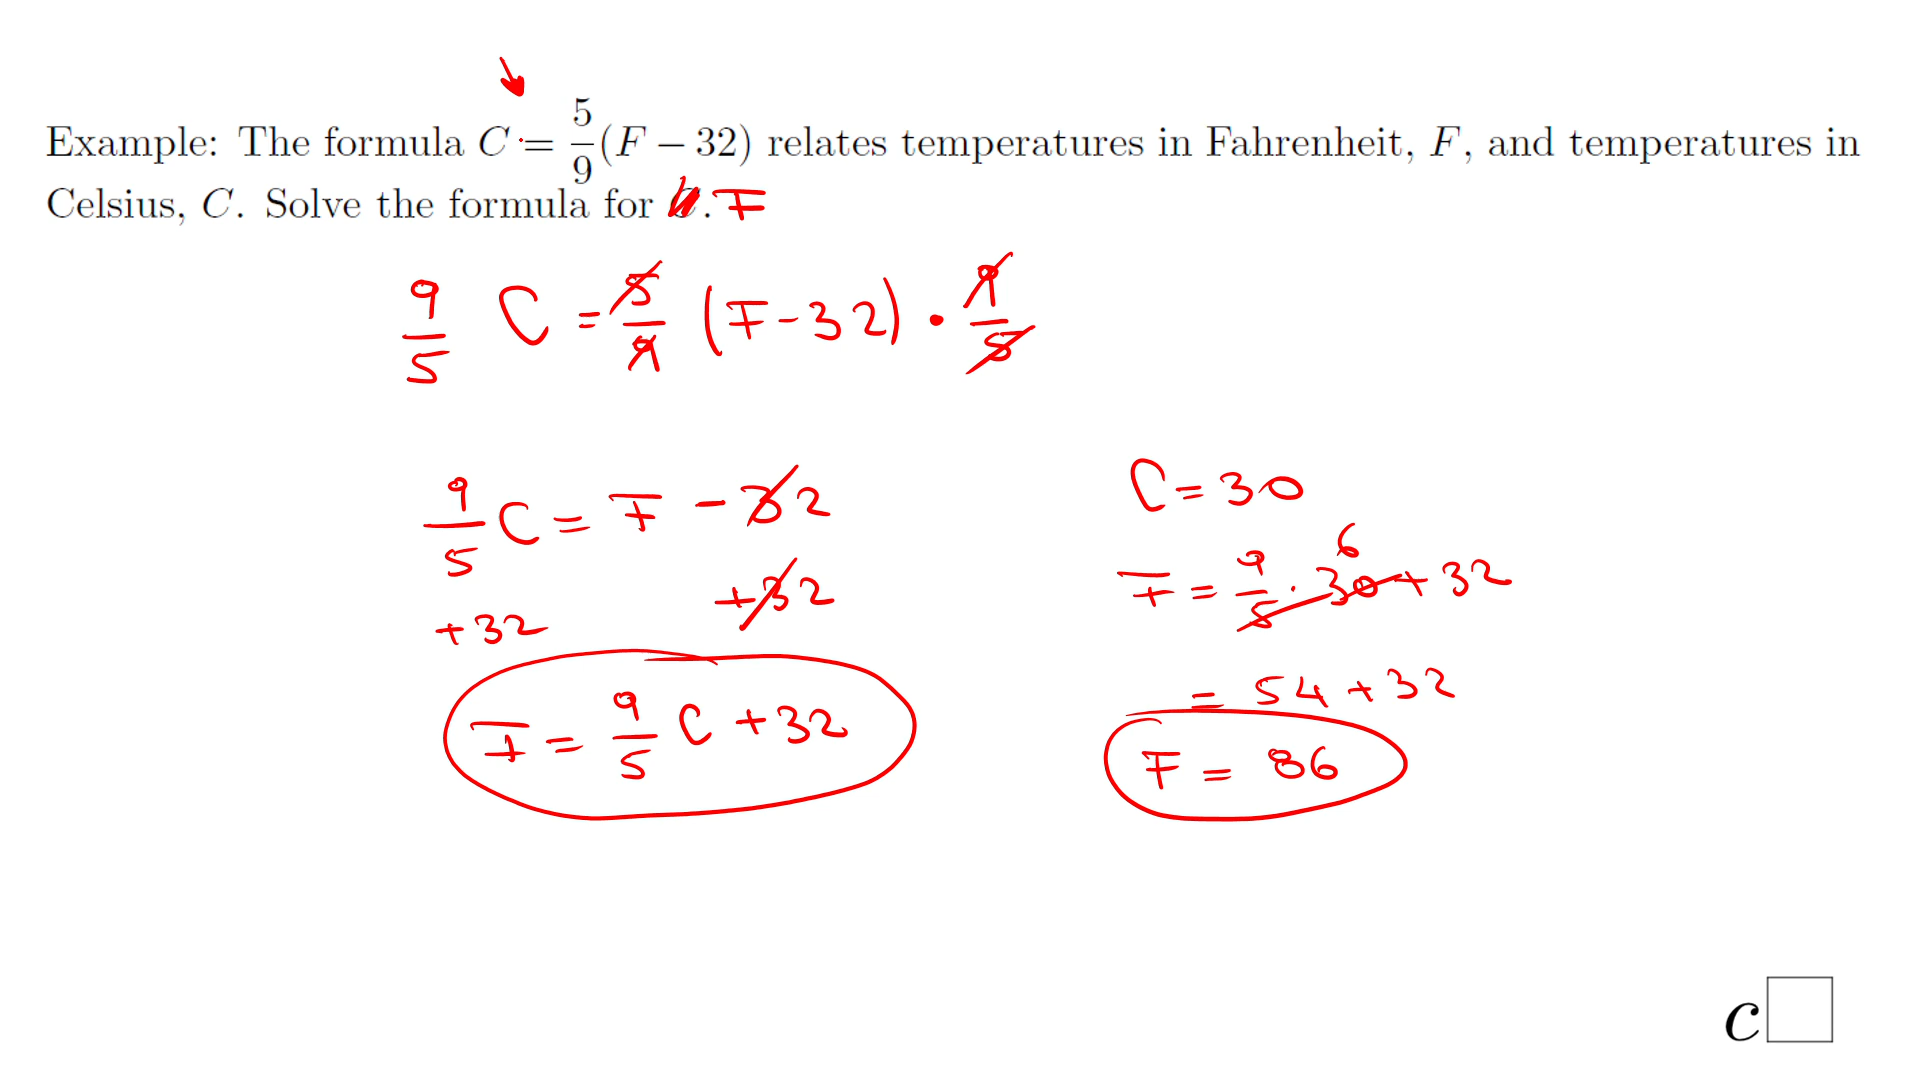 Example: The formula C = 5/9 (F − 32) relates temperatures in Fahrenheit, F, and temperatures in
Celsius, C. Solve the formula for . F
9/5 C = 5/9 (F - 32) · 9/5
9/5 C = F - 32
+32 +32
F = 9/5 C + 32
C = 30
6
F = 9/5 · 30 + 32
= 54 + 32
F = 86
c